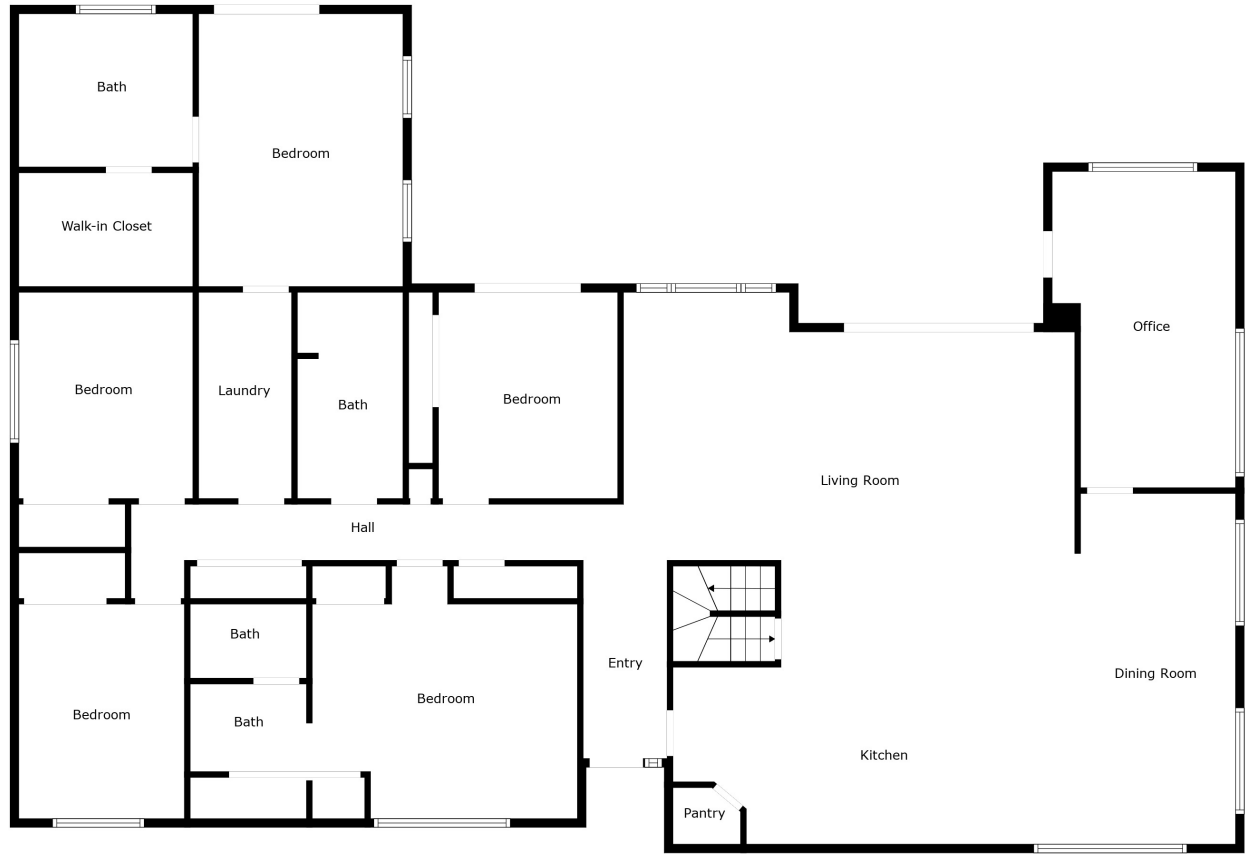 Bath
Bedroom
Walk-in Closet
Office
Bedroom
Laundry
Bath
Bedroom
Living Room
Hall
Bath
Entry
Dining Room
Bedroom
Bath
Bedroom
Kitchen
Pantry